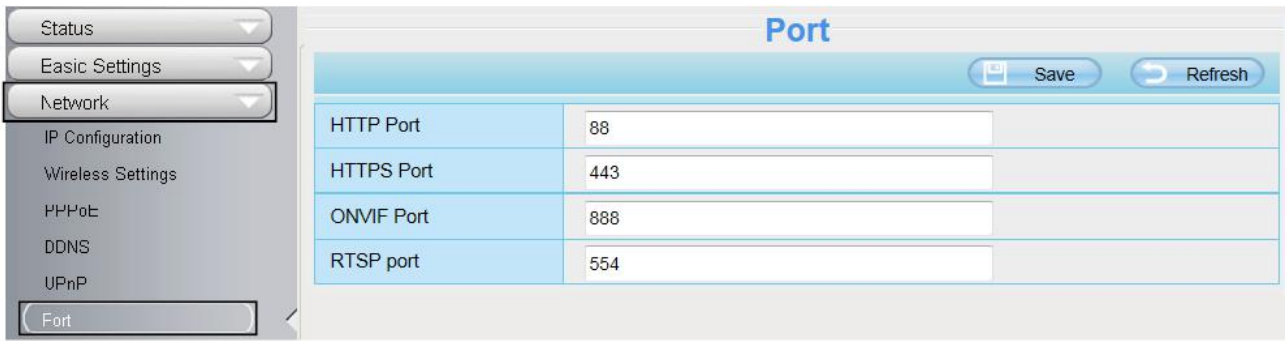 Status
Easic Settings
Network
IP Configuration
Wireless Settings
PPPoE
DDNS
UPnP
Fort
Port
Save Refresh
HTTP Port 88
HTTPS Port 443
ONVIF Port 888
RTSP port 554